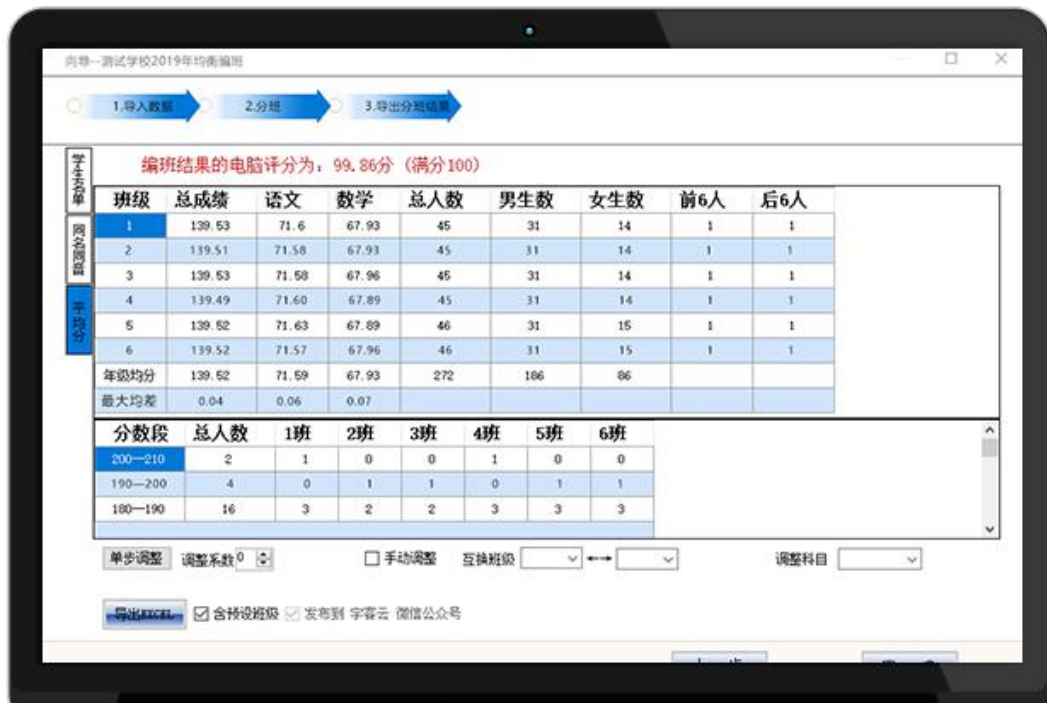 向导--测试学校2019年均衡编班
1.导入数据 2.分班 3.导出分班结果
学生名单
同名同音
平均分
编班结果的电脑评分为：99.86分（满分100）
班级 总成绩 语文 数学 总人数 男生数 女生数 前6人 后6人
1 139.53 71.6 67.93 45 31 14 1 1
2 139.51 71.58 67.93 45 31 14 1 1
3 139.53 71.58 67.96 45 31 14 1 1
4 139.49 71.60 67.89 45 31 14 1 1
5 139.52 71.63 67.89 46 31 15 1 1
6 139.52 71.57 67.96 46 31 15 1 1
年级均分 139.52 71.59 67.93 272 186 86
最大均差 0.04 0.06 0.07
分数段 总人数 1班 2班 3班 4班 5班 6班
200—210 2 1 0 0 1 0 0
190—200 4 0 1 1 0 1 1
180—190 16 3 2 2 3 3 3
单步调整 调整系数 0 手动调整 互换班级 ←→ 调整科目
导出EXCEL 含预设班级 发布到 宇睿云 微信公众号